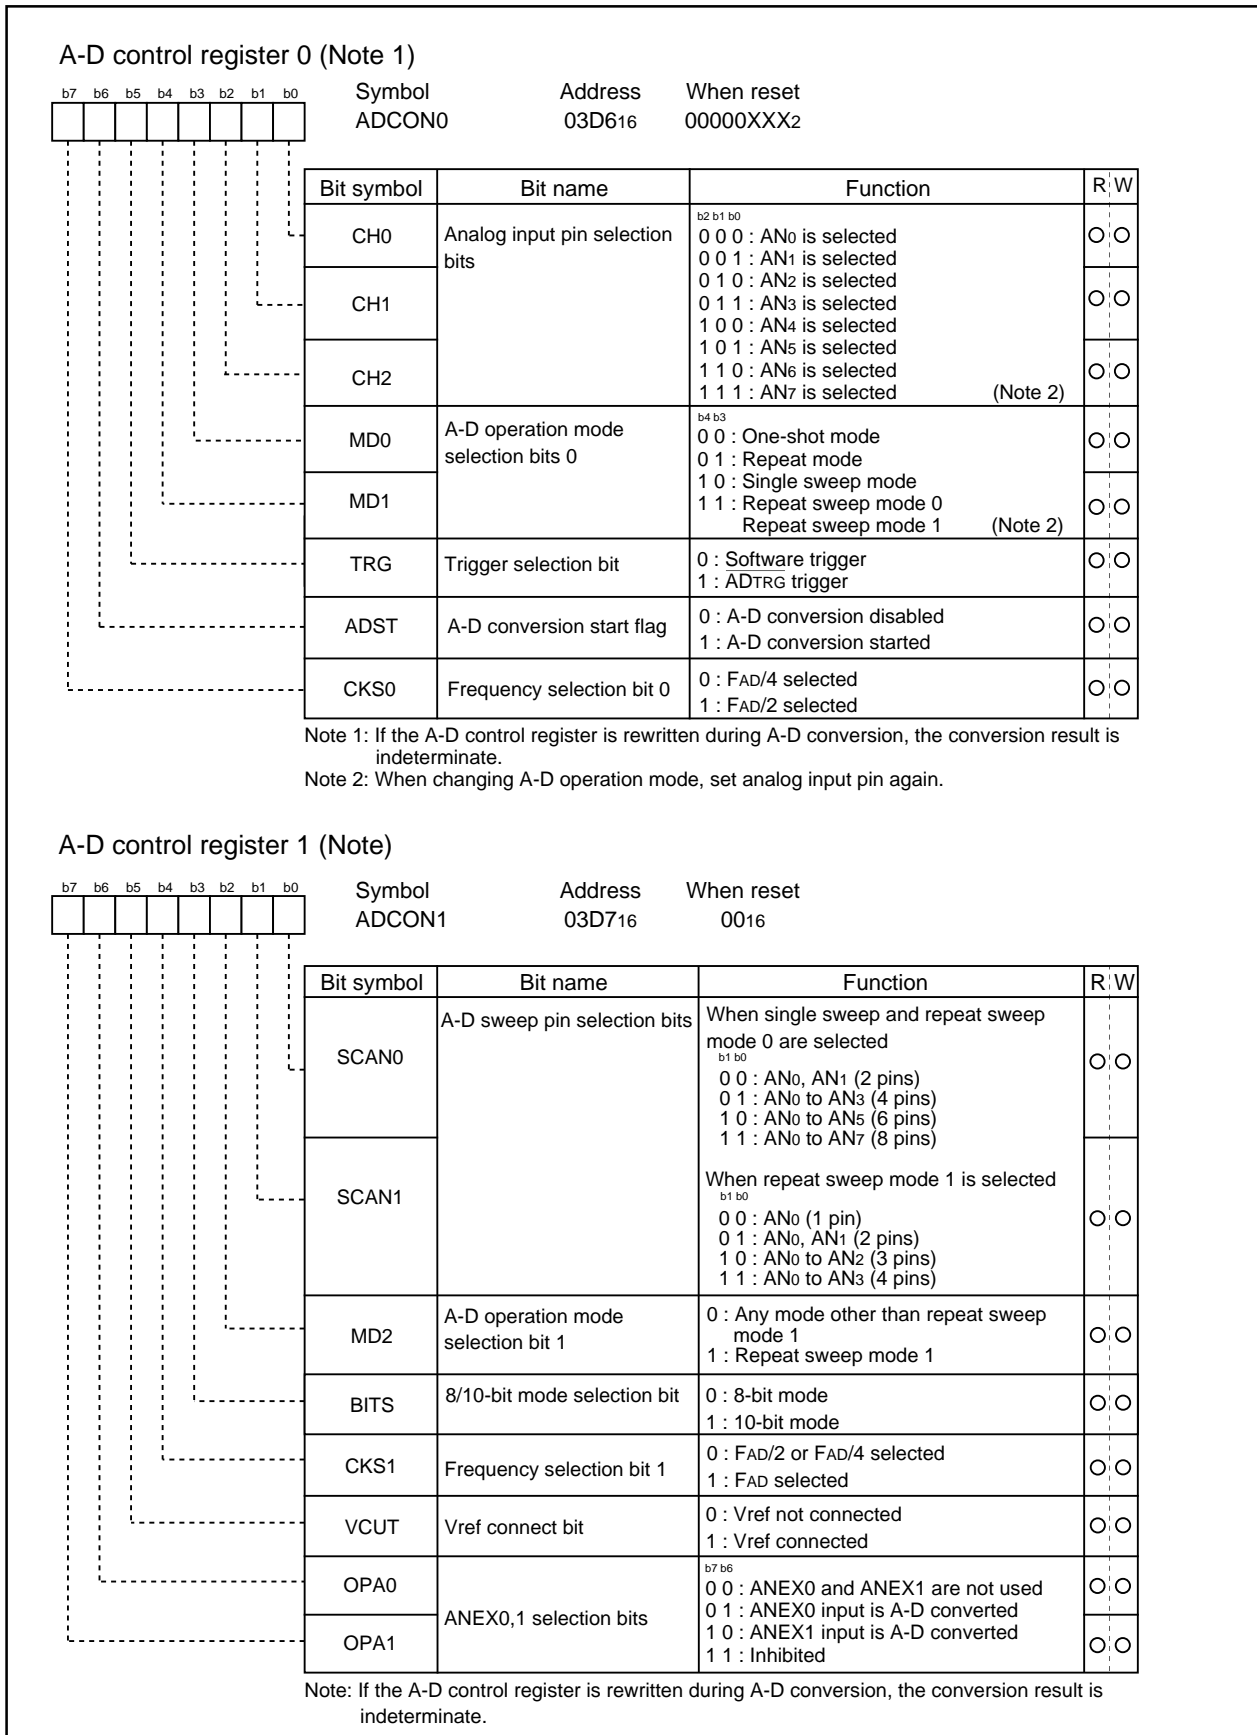 A-D control register 0 (Note 1)
b7 b6 b5 b4 b3 b2 b1 b0
Symbol Address When reset
ADCON0 03D616 00000XXX2
Bit symbol Bit name Function R W
CH0 Analog input pin selection bits
b2 b1 b0
0 0 0 : AN0 is selected
0 0 1 : AN1 is selected
0 1 0 : AN2 is selected
0 1 1 : AN3 is selected
1 0 0 : AN4 is selected
1 0 1 : AN5 is selected
1 1 0 : AN6 is selected
1 1 1 : AN7 is selected (Note 2)
CH1
CH2
MD0 A-D operation mode
selection bits 0
b4 b3
0 0 : One-shot mode
0 1 : Repeat mode
1 0 : Single sweep mode
1 1 : Repeat sweep mode 0
Repeat sweep mode 1 (Note 2)
MD1
TRG Trigger selection bit
0 : Software trigger
1 : ADTRG trigger
ADST A-D conversion start flag
0 : A-D conversion disabled
1 : A-D conversion started
CKS0 Frequency selection bit 0
0 : FAD/4 selected
1 : FAD/2 selected
Note 1: If the A-D control register is rewritten during A-D conversion, the conversion result is
indeterminate.
Note 2: When changing A-D operation mode, set analog input pin again.
A-D control register 1 (Note)
b7 b6 b5 b4 b3 b2 b1 b0
Symbol Address When reset
ADCON1 03D716 0016
Bit symbol Bit name Function R W
SCAN0 A-D sweep pin selection bits
When single sweep and repeat sweep
mode 0 are selected
b1 b0
0 0 : AN0, AN1 (2 pins)
0 1 : AN0 to AN3 (4 pins)
1 0 : AN0 to AN5 (6 pins)
1 1 : AN0 to AN7 (8 pins)
SCAN1
When repeat sweep mode 1 is selected
b1 b0
0 0 : AN0 (1 pin)
0 1 : AN0, AN1 (2 pins)
1 0 : AN0 to AN2 (3 pins)
1 1 : AN0 to AN3 (4 pins)
MD2 A-D operation mode
selection bit 1
0 : Any mode other than repeat sweep
mode 1
1 : Repeat sweep mode 1
BITS 8/10-bit mode selection bit
0 : 8-bit mode
1 : 10-bit mode
CKS1 Frequency selection bit 1
0 : FAD/2 or FAD/4 selected
1 : FAD selected
VCUT Vref connect bit
0 : Vref not connected
1 : Vref connected
OPA0
ANEX0,1 selection bits
b7 b6
0 0 : ANEX0 and ANEX1 are not used
0 1 : ANEX0 input is A-D converted
1 0 : ANEX1 input is A-D converted
1 1 : Inhibited
OPA1
Note: If the A-D control register is rewritten during A-D conversion, the conversion result is
indeterminate.